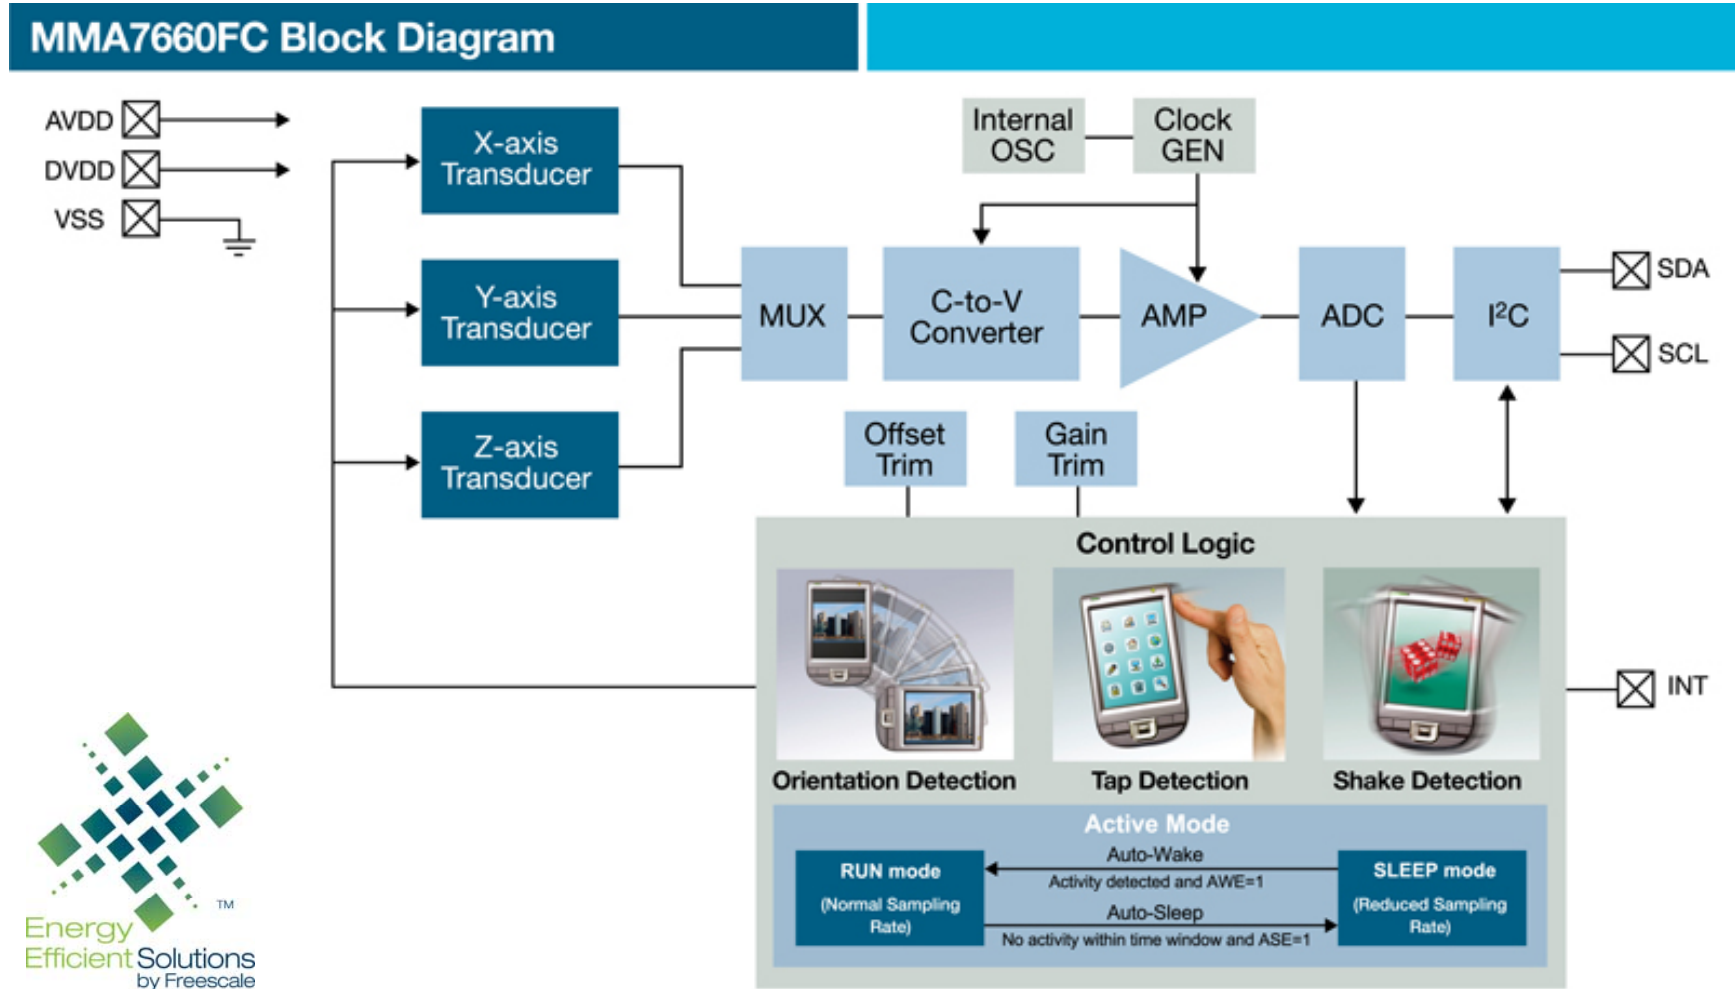 MMA7660FC Block Diagram
AVDD
DVDD
VSS
X-axis
Transducer
Y-axis
Transducer
Z-axis
Transducer
Internal
OSC
Clock
GEN
MUX
C-to-V
Converter
AMP
ADC
I²C
SDA
SCL
Offset
Trim
Gain
Trim
Control Logic
INT
Orientation Detection
Tap Detection
Shake Detection
Active Mode
RUN mode
(Normal Sampling
Rate)
Auto-Wake
Activity detected and AWE=1
Auto-Sleep
No activity within time window and ASE=1
SLEEP mode
(Reduced Sampling
Rate)
TM
Energy
Efficient Solutions
by Freescale